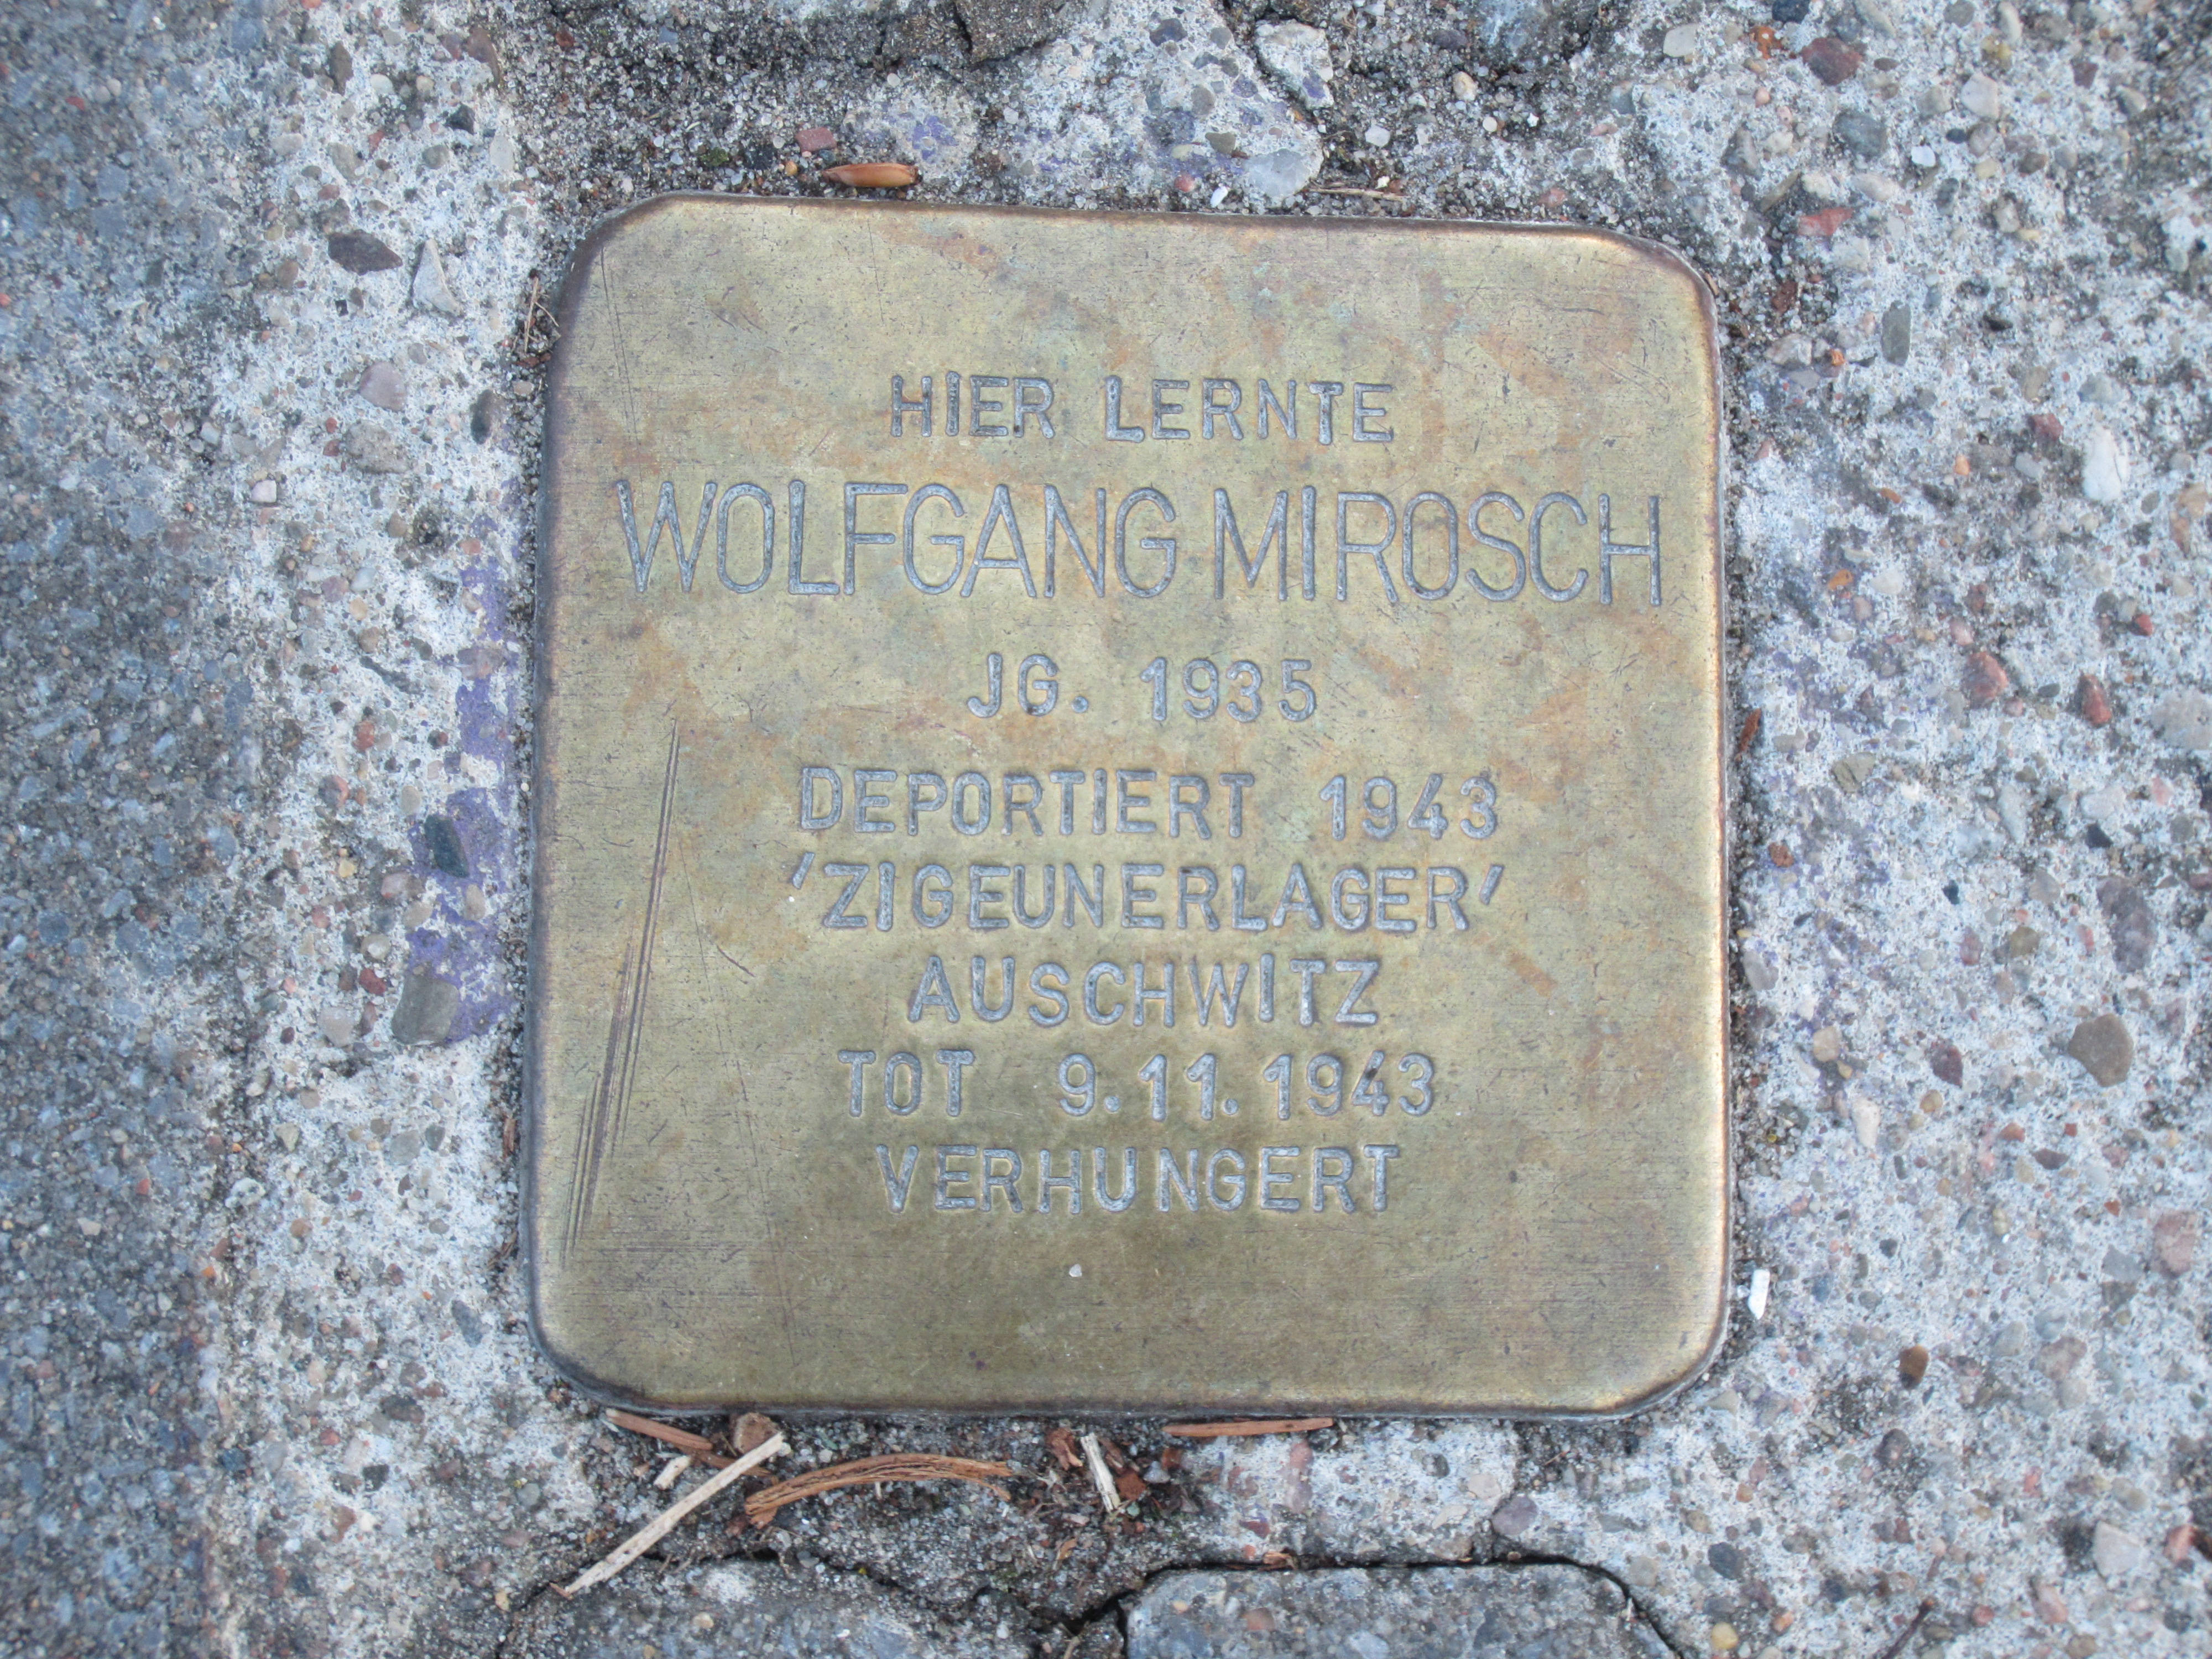 HIER LERNTE
WOLFGANG MIROSCH
JG. 1935
DEPORTIERT 1943
'ZIGEUNERLAGER'
AUSCHWITZ
TOT 9.11.1943
VERHUNGERT